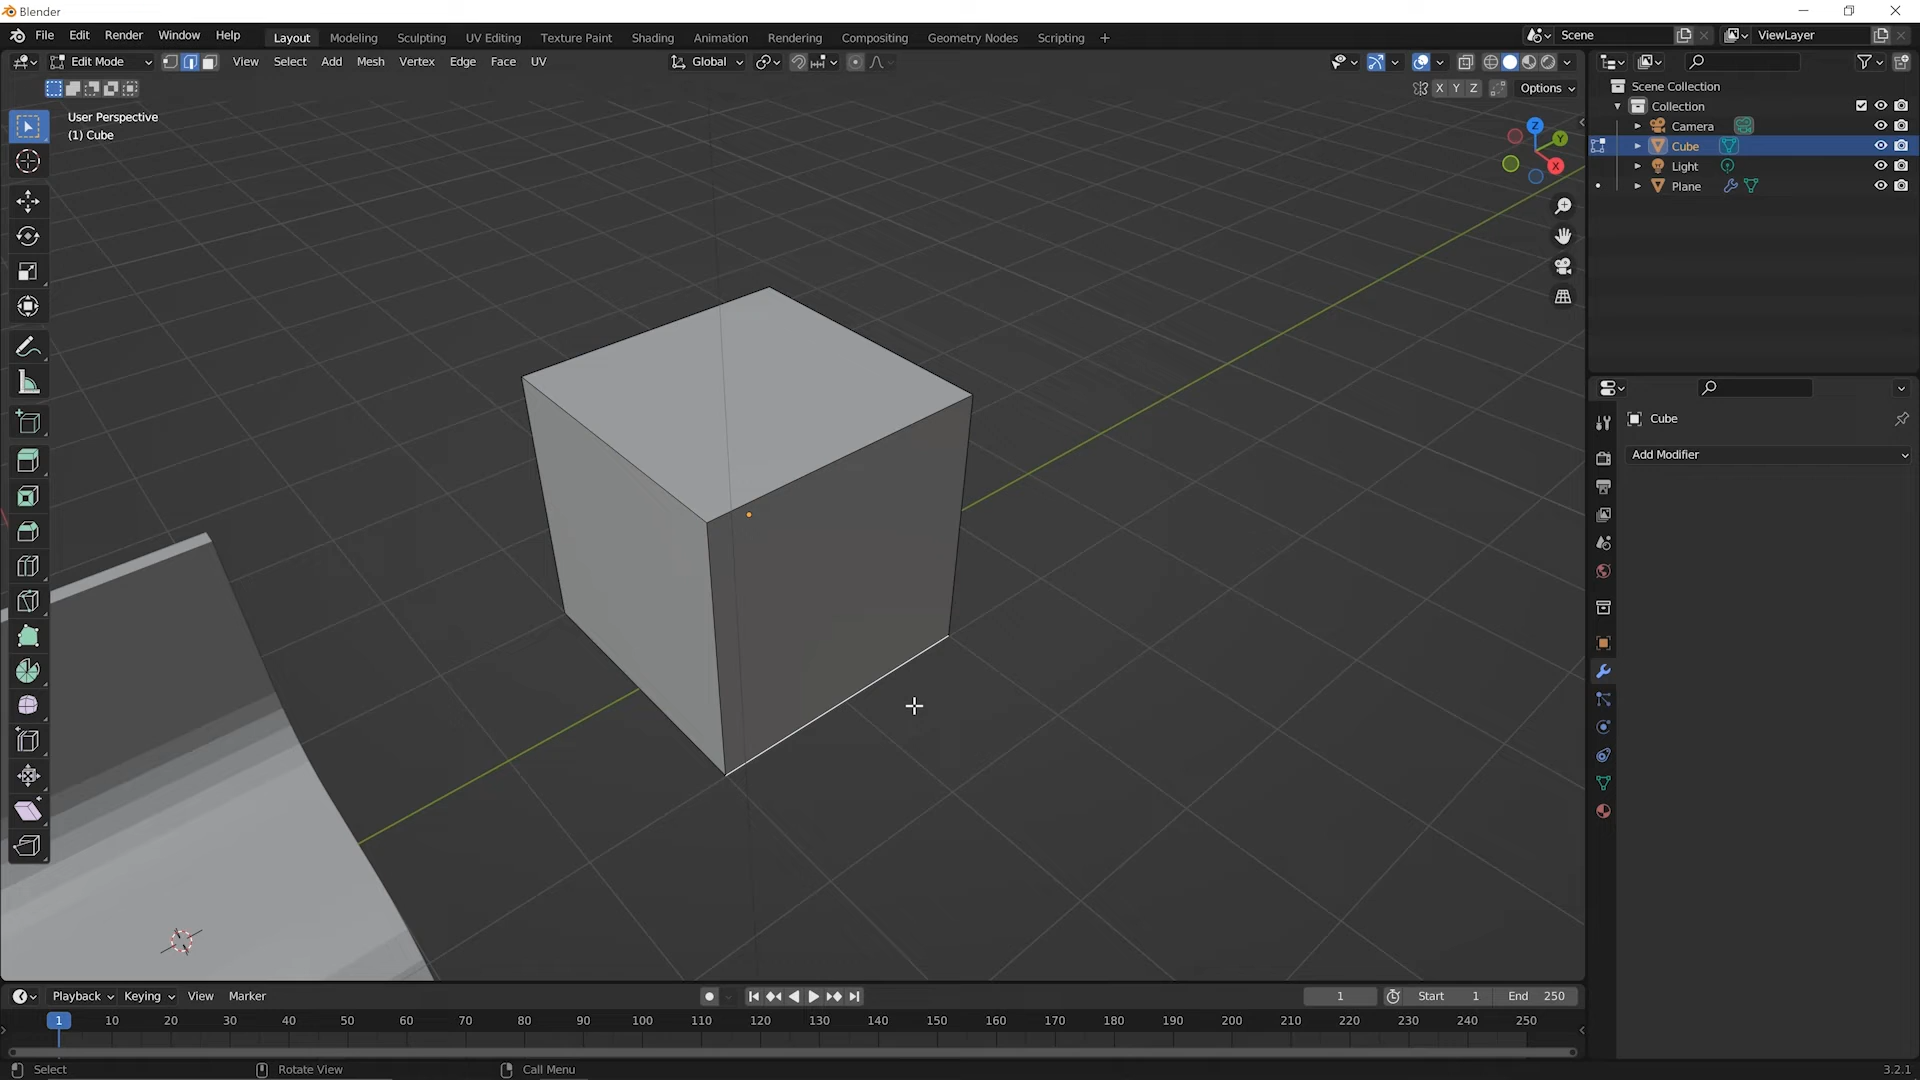 Blender
File Edit Render Window Help Layout Modeling Sculpting UV Editing Texture Paint Shading Animation Rendering Compositing Geometry Nodes Scripting + Scene ViewLayer
Edit Mode View Select Add Mesh Vertex Edge Face UV Global
X Y Z Options
User Perspective
(1) Cube
Z
Y
X
Scene Collection
Collection
Camera
Cube
Light
Plane
Cube
Add Modifier
Playback Keying View Marker 1 Start 1 End 250
1 10 20 30 40 50 60 70 80 90 100 110 120 130 140 150 160 170 180 190 200 210 220 230 240 250
Select Rotate View Call Menu 3.2.1